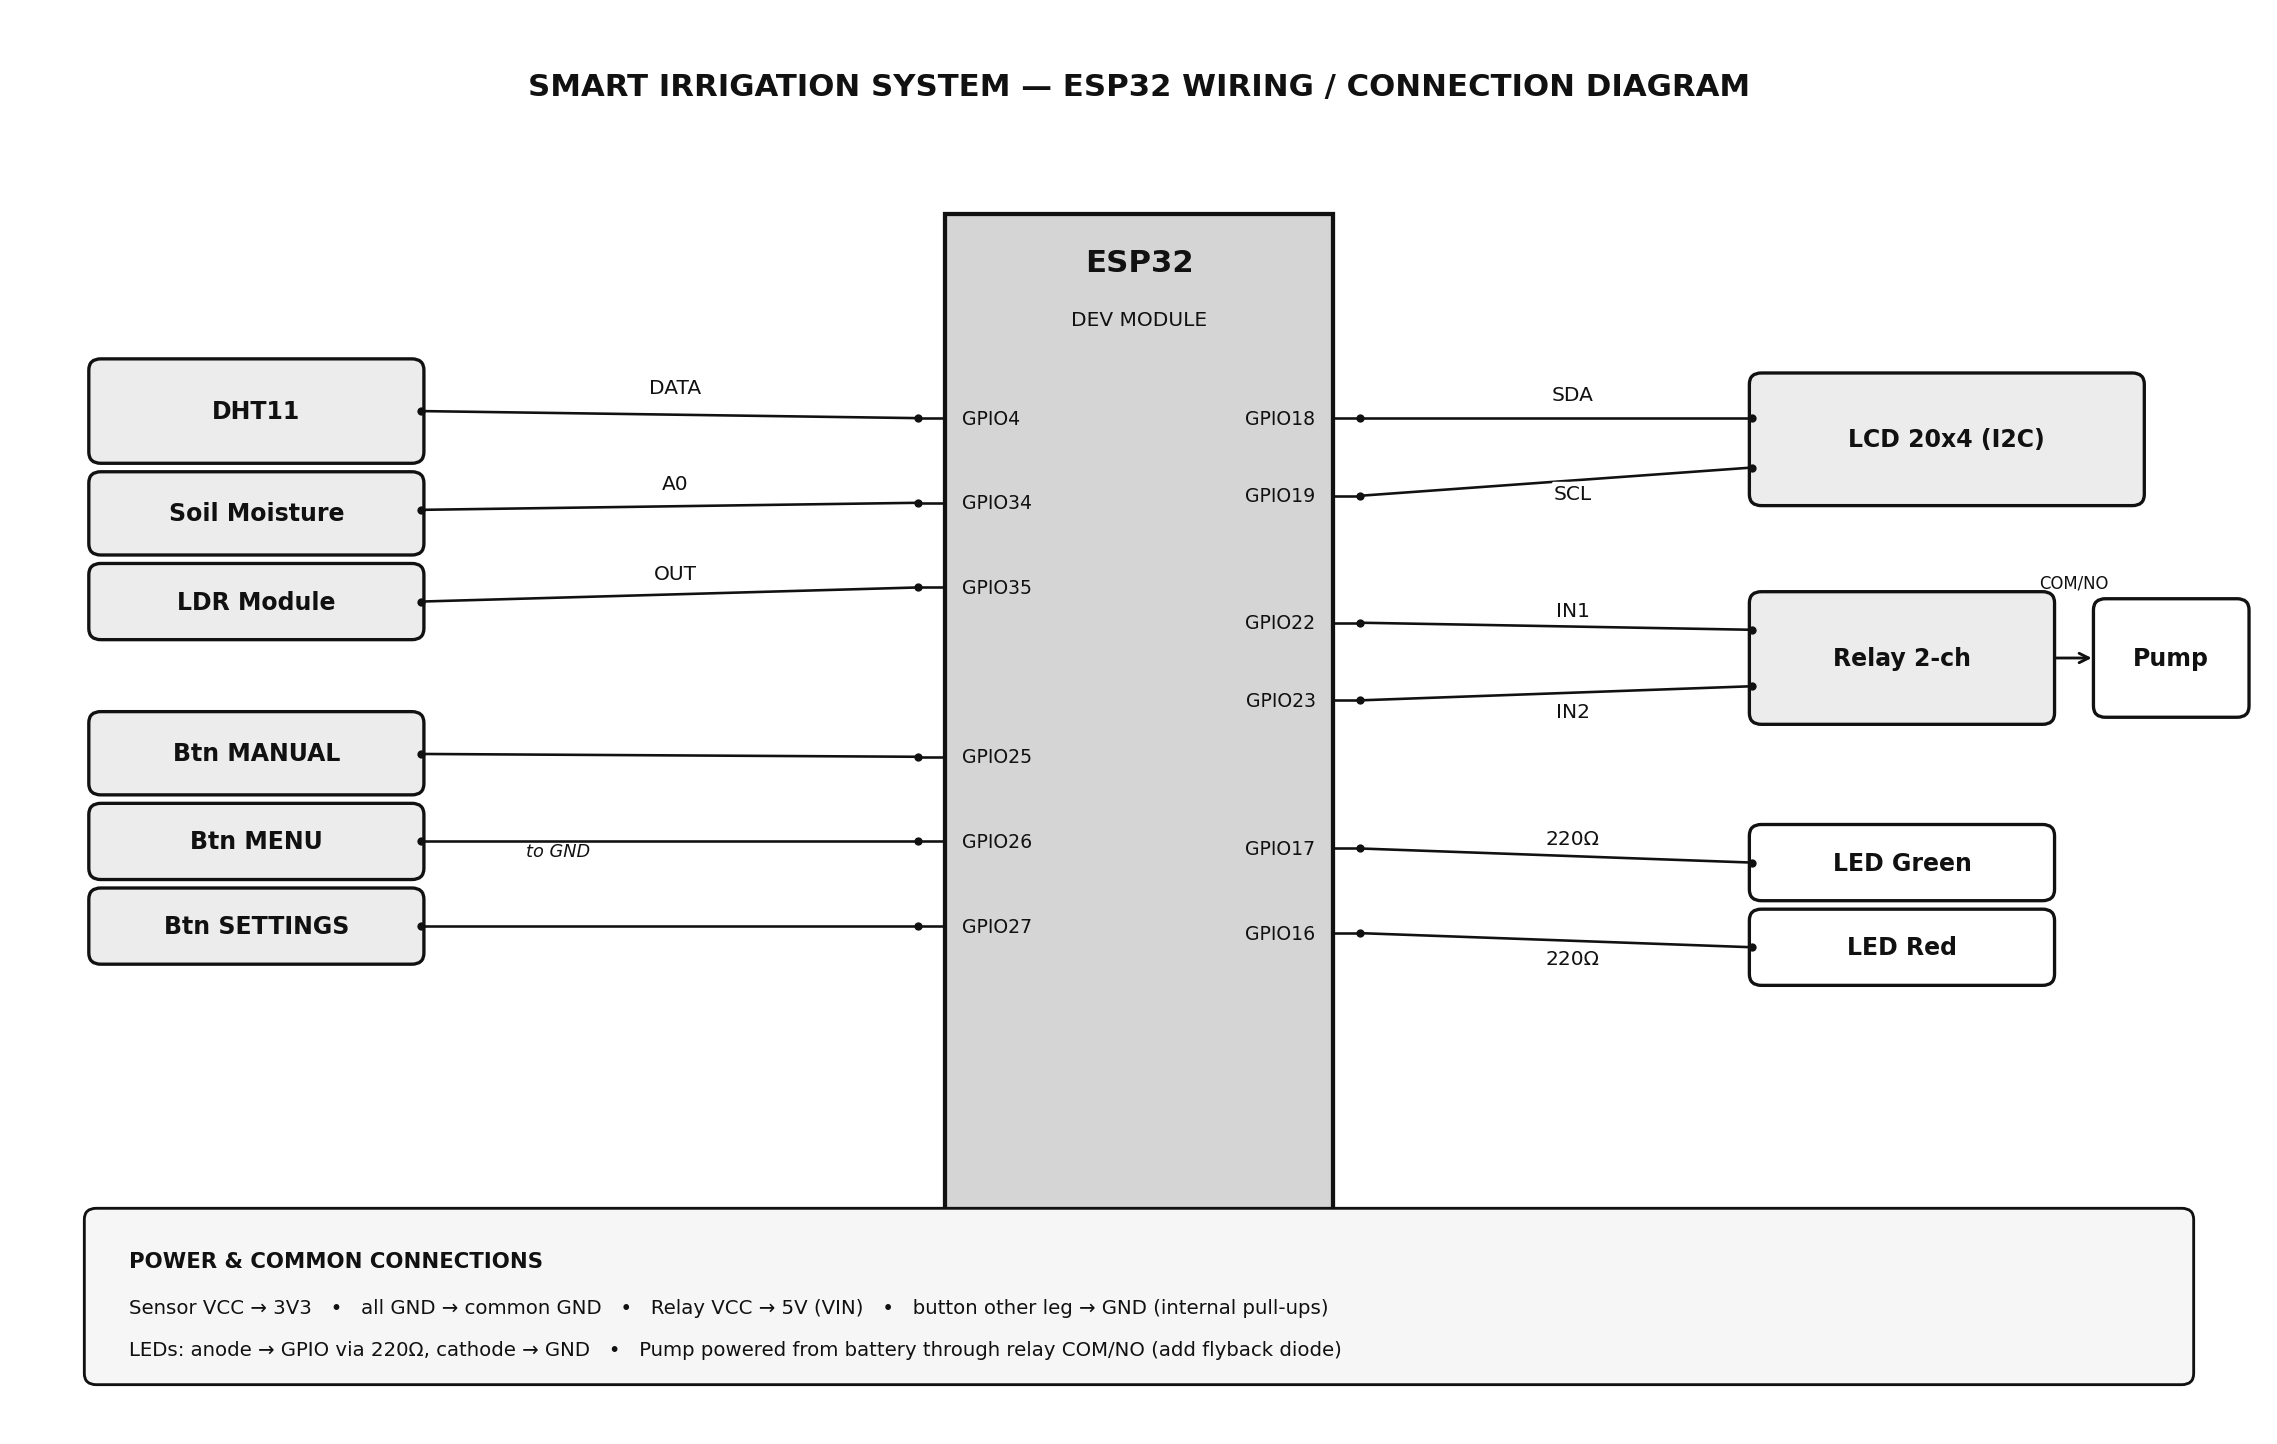 SMART IRRIGATION SYSTEM — ESP32 WIRING / CONNECTION DIAGRAM
ESP32
DEV MODULE
DHT11
DATA
GPIO4
GPIO18
SDA
LCD 20x4 (I2C)
Soil Moisture
A0
GPIO34
GPIO19
SCL
LDR Module
OUT
GPIO35
GPIO22
IN1
COM/NO
Relay 2-ch
Pump
GPIO23
IN2
Btn MANUAL
GPIO25
Btn MENU
to GND
GPIO26
GPIO17
220Ω
LED Green
Btn SETTINGS
GPIO27
GPIO16
220Ω
LED Red
POWER & COMMON CONNECTIONS
Sensor VCC → 3V3 • all GND → common GND • Relay VCC → 5V (VIN) • button other leg → GND (internal pull-ups)
LEDs: anode → GPIO via 220Ω, cathode → GND • Pump powered from battery through relay COM/NO (add flyback diode)